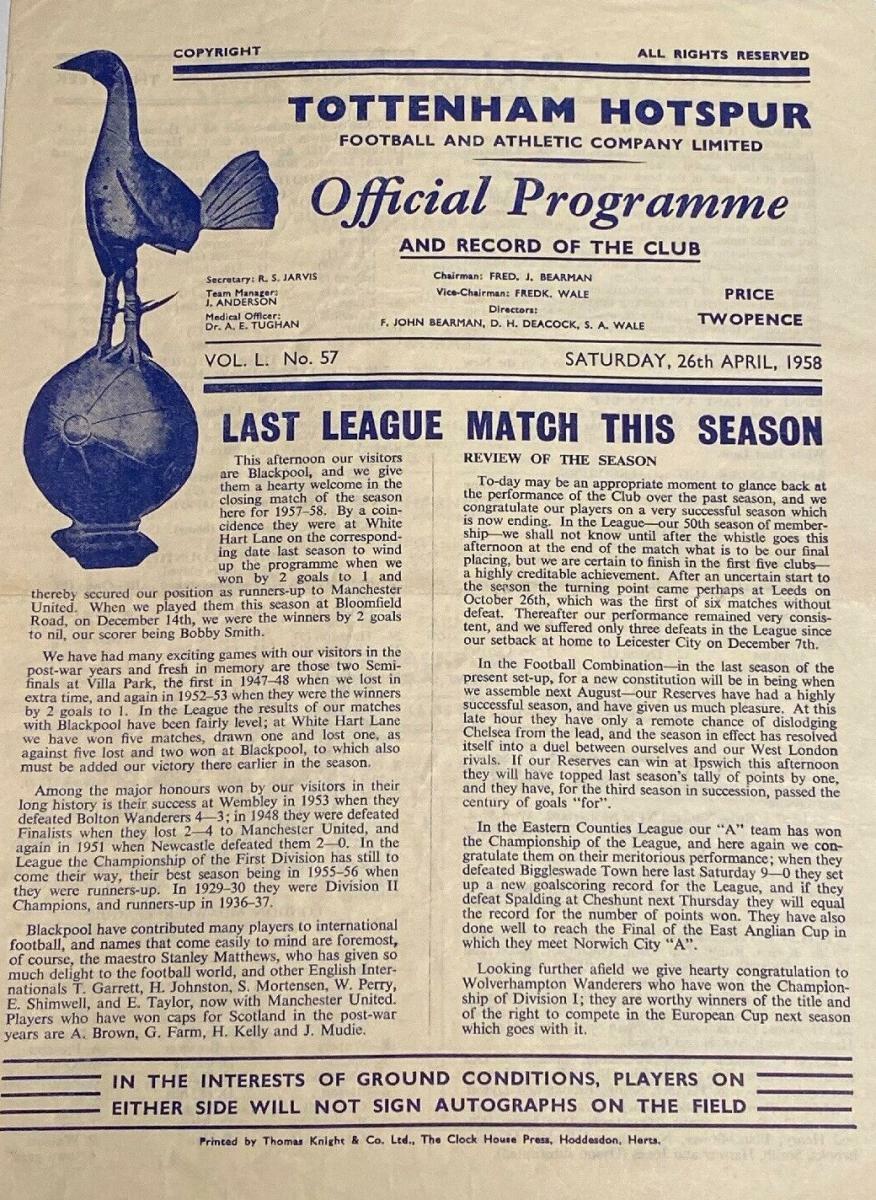 COPYRIGHT
ALL RIGHTS RESERVED
TOTTENHAM HOTSPUR
FOOTBALL AND ATHLETIC COMPANY LIMITED
Official Programme
AND RECORD OF THE CLUB
Secretary: R. S. JARVIS
Team Manager:
J. ANDERSON
Medical Officer:
Dr. A. E. TUGHAN
Chairman: FRED. J. BEARMAN
Vice-Chairman: FREDK. WALE
Directors:
F. JOHN BEARMAN, D. H. DEACOCK, S. A. WALE
PRICE
TWOPENCE
VOL. L. No. 57
SATURDAY, 26th APRIL, 1958
LAST LEAGUE MATCH THIS SEASON
This afternoon our visitors
are Blackpool, and we give
them a hearty welcome in the
closing match of the season
here for 1957–58. By a coin-
cidence they were at White
Hart Lane on the correspond-
ing date last season to wind
up the programme when we
won by 2 goals to 1 and
thereby secured our position as runners-up to Manchester
United. When we played them this season at Bloomfield
Road, on December 14th, we were the winners by 2 goals
to nil, our scorer being Bobby Smith.
We have had many exciting games with our visitors in the
post-war years and fresh in memory are those two Semi-
finals at Villa Park, the first in 1947–48 when we lost in
extra time, and again in 1952–53 when they were the winners
by 2 goals to 1. In the League the results of our matches
with Blackpool have been fairly level; at White Hart Lane
we have won five matches, drawn one and lost one, as
against five lost and two won at Blackpool, to which also
must be added our victory there earlier in the season.
Among the major honours won by our visitors in their
long history is their success at Wembley in 1953 when they
defeated Bolton Wanderers 4—3; in 1948 they were defeated
Finalists when they lost 2—4 to Manchester United, and
again in 1951 when Newcastle defeated them 2—0. In the
League the Championship of the First Division has still to
come their way, their best season being in 1955–56 when
they were runners-up. In 1929–30 they were Division II
Champions, and runners-up in 1936–37.
Blackpool have contributed many players to international
football, and names that come easily to mind are foremost,
of course, the maestro Stanley Matthews, who has given so
much delight to the football world, and other English Inter-
nationals T. Garrett, H. Johnston, S. Mortensen, W. Perry,
E. Shimwell, and E. Taylor, now with Manchester United.
Players who have won caps for Scotland in the post-war
years are A. Brown, G. Farm, H. Kelly and J. Mudie.
REVIEW OF THE SEASON
To-day may be an appropriate moment to glance back at
the performance of the Club over the past season, and we
congratulate our players on a very successful season which
is now ending. In the League—our 50th season of member-
ship—we shall not know until after the whistle goes this
afternoon at the end of the match what is to be our final
placing, but we are certain to finish in the first five clubs—
a highly creditable achievement. After an uncertain start to
the season the turning point came perhaps at Leeds on
October 26th, which was the first of six matches without
defeat. Thereafter our performance remained very consis-
tent, and we suffered only three defeats in the League since
our setback at home to Leicester City on December 7th.
In the Football Combination—in the last season of the
present set-up, for a new constitution will be in being when
we assemble next August—our Reserves have had a highly
successful season, and have given us much pleasure. At this
late hour they have only a remote chance of dislodging
Chelsea from the lead, and the season in effect has resolved
itself into a duel between ourselves and our West London
rivals. If our Reserves can win at Ipswich this afternoon
they will have topped last season's tally of points by one,
and they have, for the third season in succession, passed the
century of goals "for".
In the Eastern Counties League our "A" team has won
the Championship of the League, and here again we con-
gratulate them on their meritorious performance; when they
defeated Biggleswade Town here last Saturday 9—0 they set
up a new goalscoring record for the League, and if they
defeat Spalding at Cheshunt next Thursday they will equal
the record for the number of points won. They have also
done well to reach the Final of the East Anglian Cup in
which they meet Norwich City "A".
Looking further afield we give hearty congratulation to
Wolverhampton Wanderers who have won the Champion-
ship of Division I; they are worthy winners of the title and
of the right to compete in the European Cup next season
which goes with it.
IN THE INTERESTS OF GROUND CONDITIONS, PLAYERS ON
EITHER SIDE WILL NOT SIGN AUTOGRAPHS ON THE FIELD
Printed by Thomas Knight & Co. Ltd., The Clock House Press, Hoddesdon, Herts.